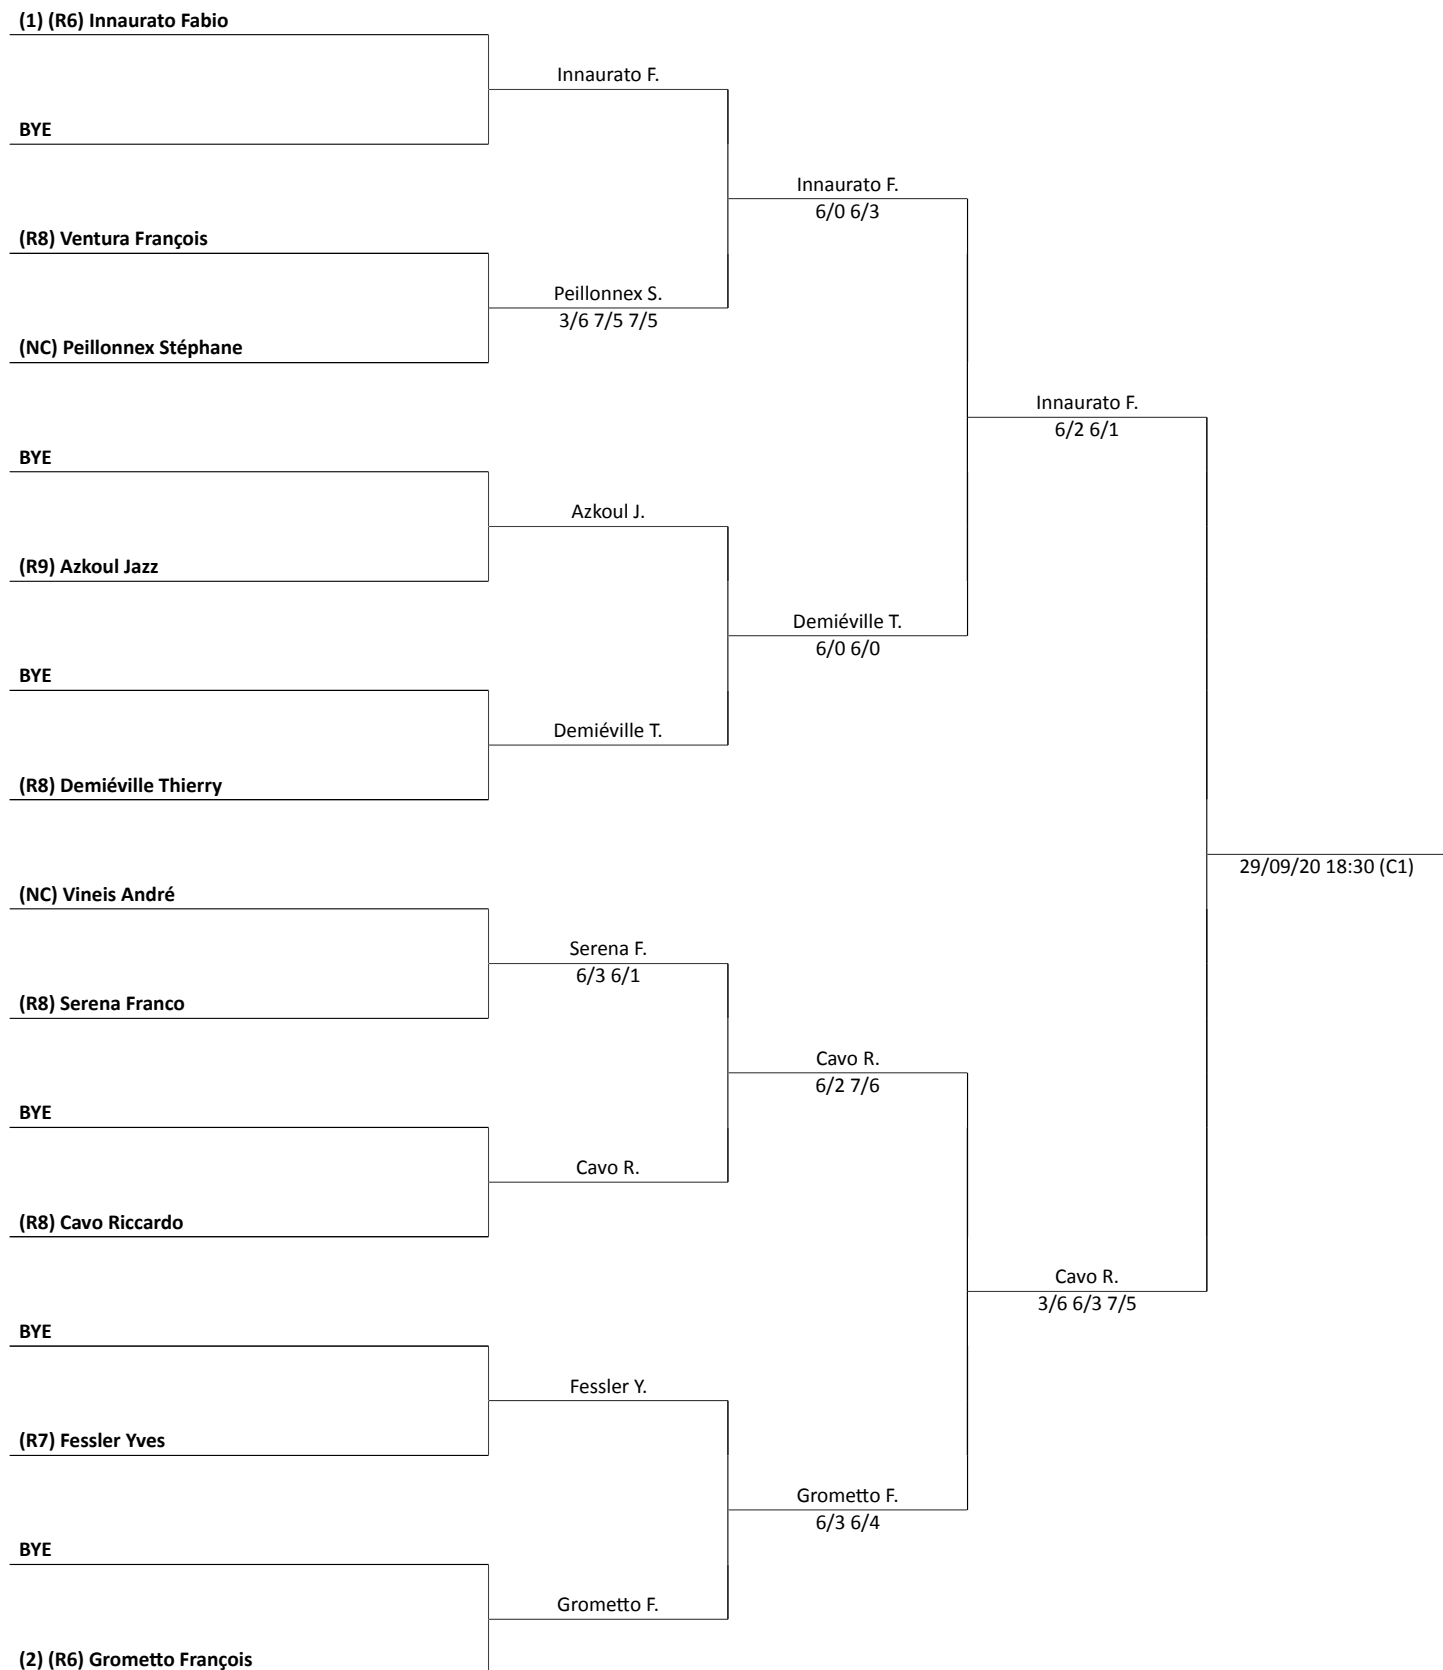 (1) (R6) Innaurato Fabio
Innaurato F.
BYE
Innaurato F.
6/0 6/3
(R8) Ventura François
Peillonnex S.
3/6 7/5 7/5
(NC) Peillonnex Stéphane
Innaurato F.
6/2 6/1
BYE
Azkoul J.
(R9) Azkoul Jazz
Demiéville T.
6/0 6/0
BYE
Demiéville T.
(R8) Demiéville Thierry
29/09/20 18:30 (C1)
(NC) Vineis André
Serena F.
6/3 6/1
(R8) Serena Franco
Cavo R.
6/2 7/6
BYE
Cavo R.
(R8) Cavo Riccardo
Cavo R.
3/6 6/3 7/5
BYE
Fessler Y.
(R7) Fessler Yves
Grometto F.
6/3 6/4
BYE
Grometto F.
(2) (R6) Grometto François